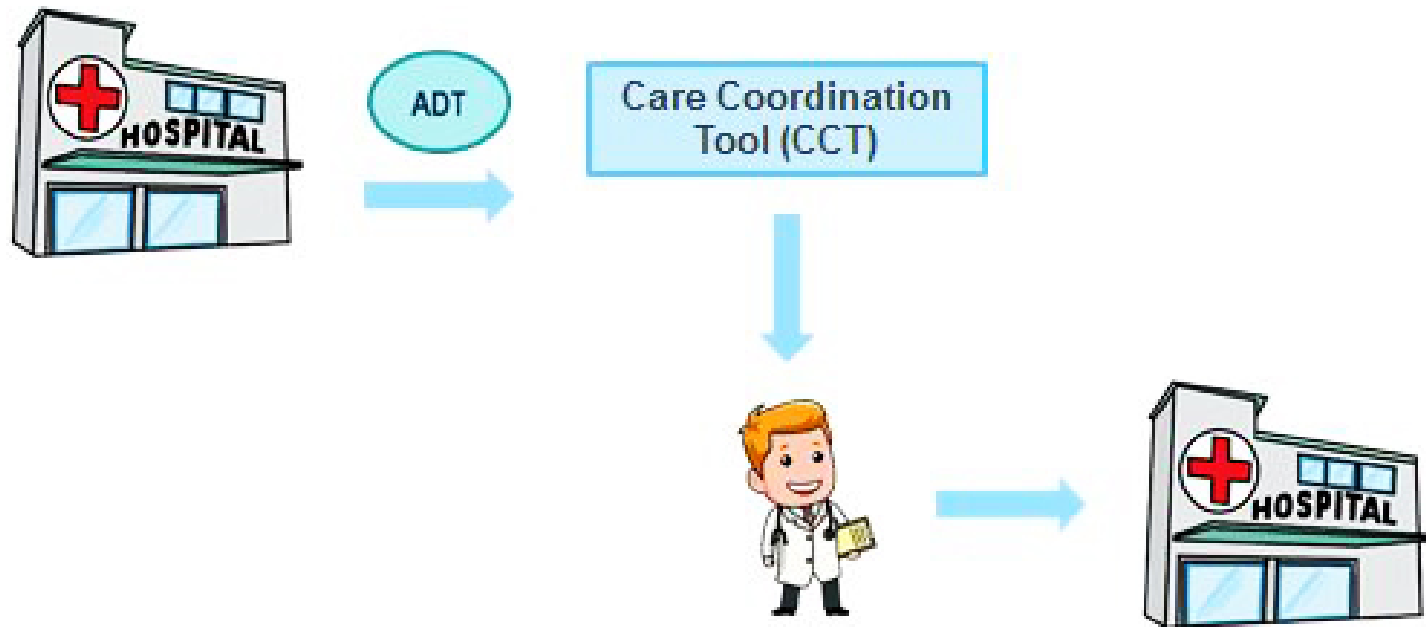 HOSPITAL
ADT
Care Coordination
Tool (CCT)
HOSPITAL